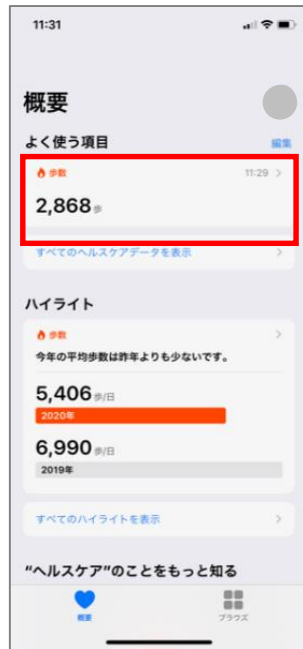 11:31
概要
よく使う項目 編集
歩数 11:29
2,868歩
すべてのヘルスケアデータを表示
ハイライト
歩数
今年の平均歩数は昨年よりも少ないです。
5,406歩/日
2020年
6,990歩/日
2019年
すべてのハイライトを表示
"ヘルスケア"のことをもっと知る
概要 ブラウズ